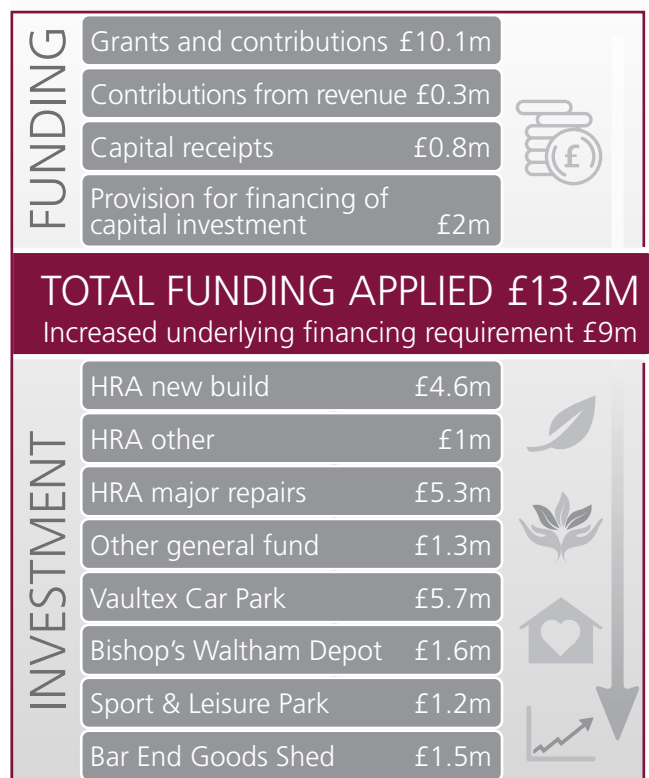 FUNDING
Grants and contributions £10.1m
Contributions from revenue £0.3m
Capital receipts £0.8m
Provision for financing of
capital investment £2m
£
TOTAL FUNDING APPLIED £13.2M
Increased underlying financing requirement £9m
INVESTMENT
HRA new build £4.6m
HRA other £1m
HRA major repairs £5.3m
Other general fund £1.3m
Vaultex Car Park £5.7m
Bishop's Waltham Depot £1.6m
Sport & Leisure Park £1.2m
Bar End Goods Shed £1.5m